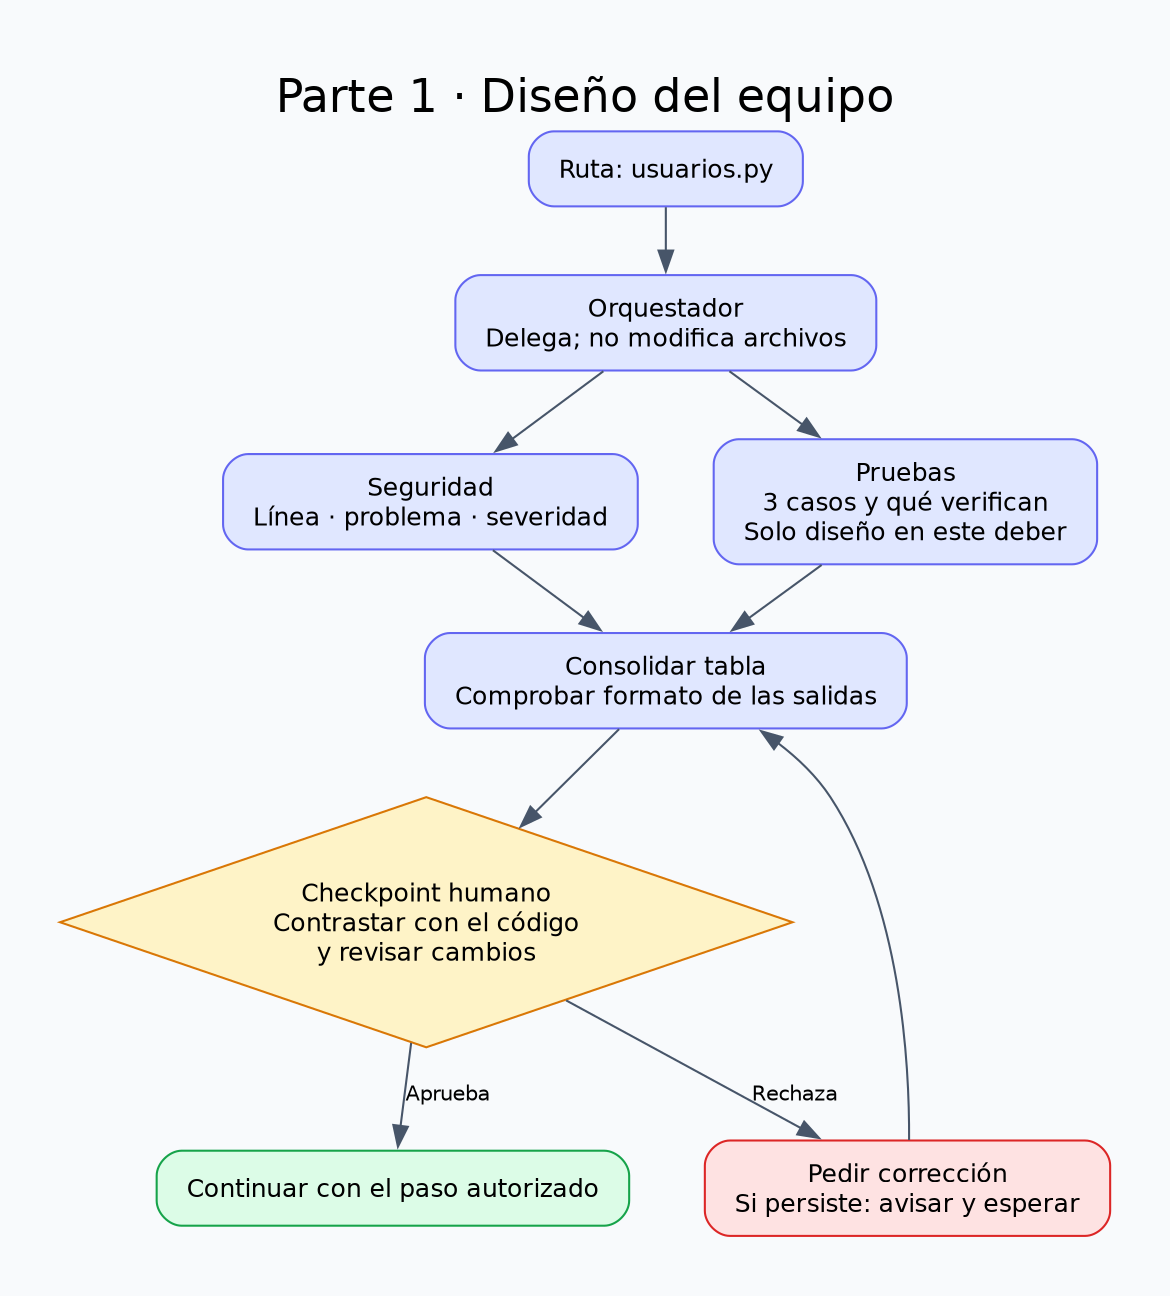 Parte 1 · Diseño del equipo
Ruta: usuarios.py
Orquestador
Delega; no modifica archivos
Seguridad
Línea · problema · severidad
Pruebas
3 casos y qué verifican
Solo diseño en este deber
Consolidar tabla
Comprobar formato de las salidas
Checkpoint humano
Contrastar con el código
y revisar cambios
Aprueba
Rechaza
Continuar con el paso autorizado
Pedir corrección
Si persiste: avisar y esperar